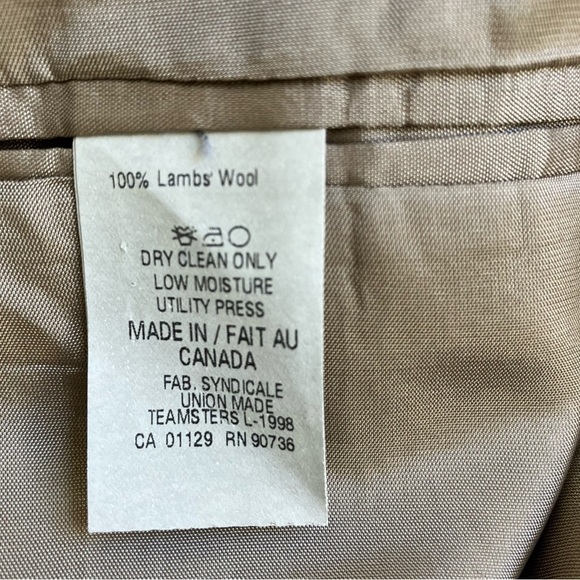 100% Lambs' Wool
DRY CLEAN ONLY
LOW MOISTURE
UTILITY PRESS
MADE IN / FAIT AU
CANADA
FAB. SYNDICALE
UNION MADE
TEAMSTERS L-1998
CA 01129 RN 90736